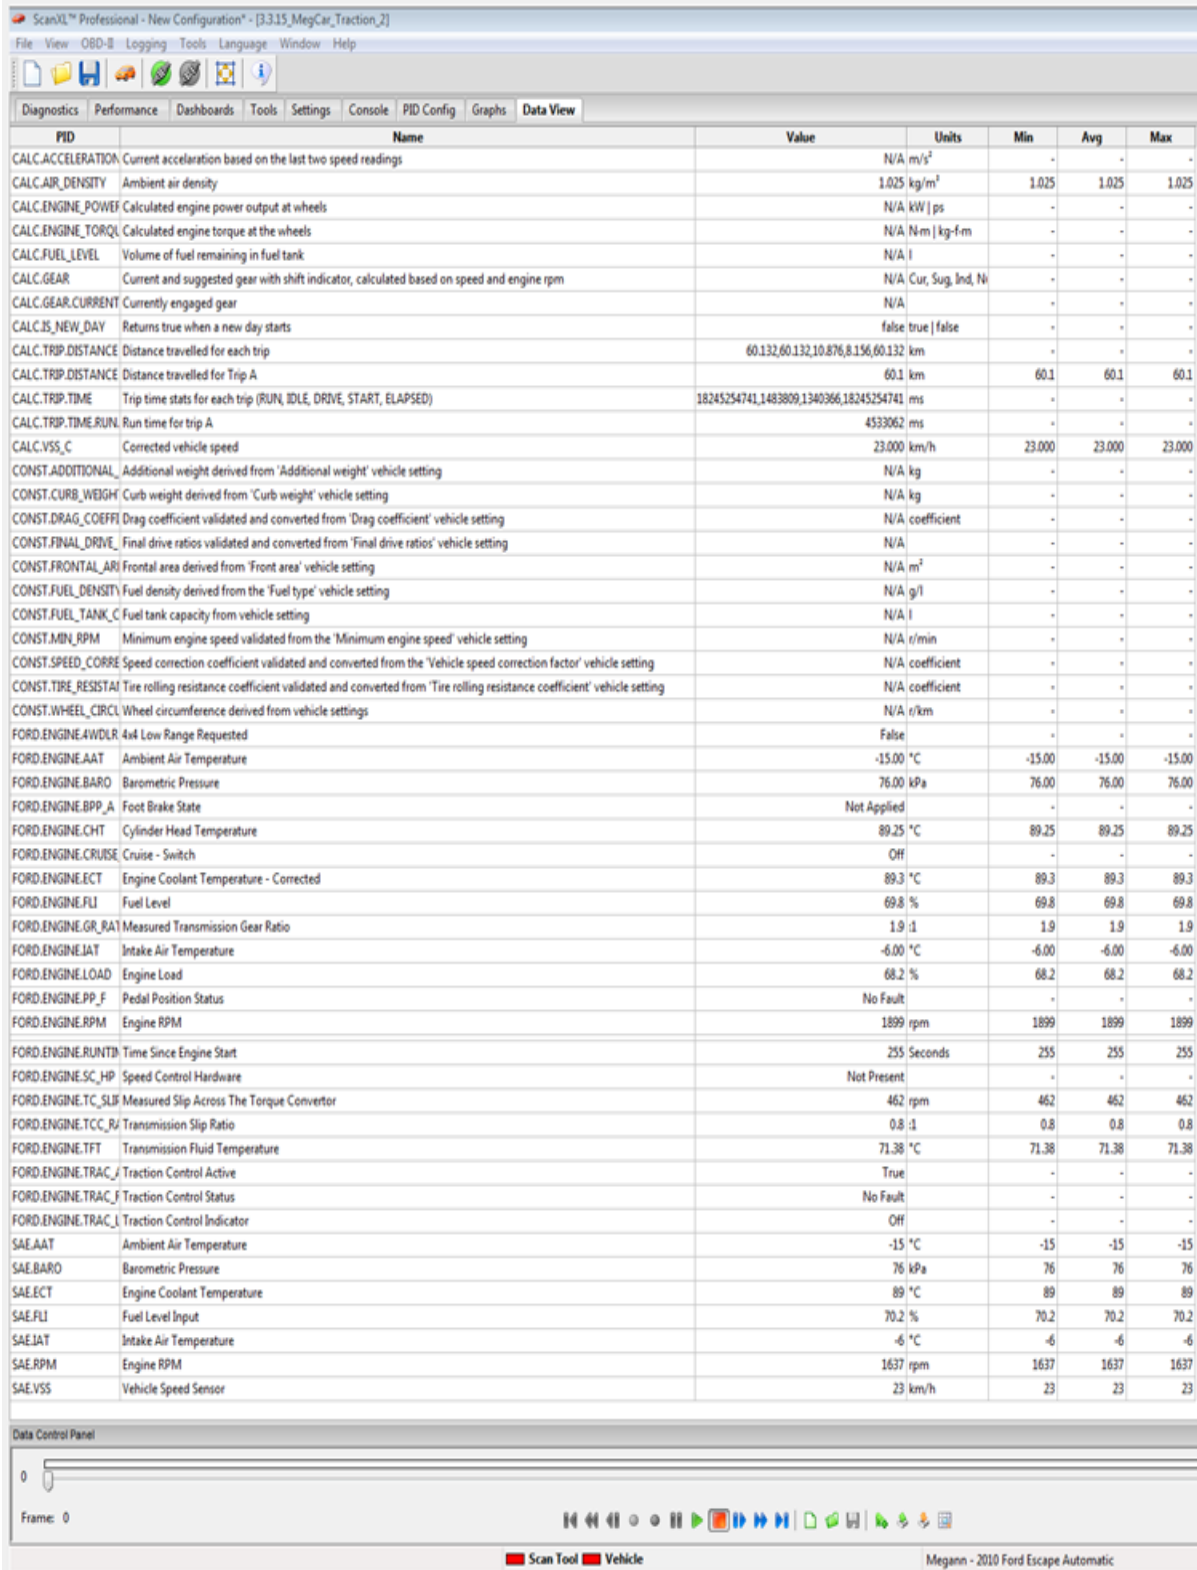 ScanXL™ Professional - New Configuration* - [3.3.15_MegCar_Traction_2]
File View OBD-II Logging Tools Language Window Help
Diagnostics Performance Dashboards Tools Settings Console PID Config Graphs Data View
PID Name Value Units Min Avg Max
CALC.ACCELERATION Current accelaration based on the last two speed readings N/A m/s² - - -
CALC.AIR_DENSITY Ambient air density 1.025 kg/m³ 1.025 1.025 1.025
CALC.ENGINE_POWEF Calculated engine power output at wheels N/A kW | ps - - -
CALC.ENGINE_TORQL Calculated engine torque at the wheels N/A N·m | kg-f-m - - -
CALC.FUEL_LEVEL Volume of fuel remaining in fuel tank N/A l - - -
CALC.GEAR Current and suggested gear with shift indicator, calculated based on speed and engine rpm N/A Cur, Sug, Ind, N - - -
CALC.GEAR.CURRENT Currently engaged gear N/A - - -
CALC.IS_NEW_DAY Returns true when a new day starts false true | false - - -
CALC.TRIP.DISTANCE Distance travelled for each trip 60.132,60.132,10.876,8.156,60.132 km - - -
CALC.TRIP.DISTANCE Distance travelled for Trip A 60.1 km 60.1 60.1 60.1
CALC.TRIP.TIME Trip time stats for each trip (RUN, IDLE, DRIVE, START, ELAPSED) 18245254741,1483809,1340366,18245254741 ms - - -
CALC.TRIP.TIME.RUN. Run time for trip A 4533062 ms - - -
CALC.VSS_C Corrected vehicle speed 23.000 km/h 23.000 23.000 23.000
CONST.ADDITIONAL_ Additional weight derived from 'Additional weight' vehicle setting N/A kg - - -
CONST.CURB_WEIGH Curb weight derived from 'Curb weight' vehicle setting N/A kg - - -
CONST.DRAG_COEFFI Drag coefficient validated and converted from 'Drag coefficient' vehicle setting N/A coefficient - - -
CONST.FINAL_DRIVE_ Final drive ratios validated and converted from 'Final drive ratios' vehicle setting N/A - - -
CONST.FRONTAL_AR Frontal area derived from 'Front area' vehicle setting N/A m² - - -
CONST.FUEL_DENSIT Fuel density derived from the 'Fuel type' vehicle setting N/A g/l - - -
CONST.FUEL_TANK_C Fuel tank capacity from vehicle setting N/A l - - -
CONST.MIN_RPM Minimum engine speed validated from the 'Minimum engine speed' vehicle setting N/A r/min - - -
CONST.SPEED_CORRE Speed correction coefficient validated and converted from the 'Vehicle speed correction factor' vehicle setting N/A coefficient - - -
CONST.TIRE_RESISTA Tire rolling resistance coefficient validated and converted from 'Tire rolling resistance coefficient' vehicle setting N/A coefficient - - -
CONST.WHEEL_CIRCL Wheel circumference derived from vehicle settings N/A r/km - - -
FORD.ENGINE.4WDLR 4x4 Low Range Requested False - - -
FORD.ENGINE.AAT Ambient Air Temperature -15.00 °C -15.00 -15.00 -15.00
FORD.ENGINE.BARO Barometric Pressure 76.00 kPa 76.00 76.00 76.00
FORD.ENGINE.BPP_A Foot Brake State Not Applied - - -
FORD.ENGINE.CHT Cylinder Head Temperature 89.25 °C 89.25 89.25 89.25
FORD.ENGINE.CRUISE Cruise - Switch Off - - -
FORD.ENGINE.ECT Engine Coolant Temperature - Corrected 89.3 °C 89.3 89.3 89.3
FORD.ENGINE.FLI Fuel Level 69.8 % 69.8 69.8 69.8
FORD.ENGINE.GR_RAT Measured Transmission Gear Ratio 1.9 :1 1.9 1.9 1.9
FORD.ENGINE.IAT Intake Air Temperature -6.00 °C -6.00 -6.00 -6.00
FORD.ENGINE.LOAD Engine Load 68.2 % 68.2 68.2 68.2
FORD.ENGINE.PP_F Pedal Position Status No Fault - - -
FORD.ENGINE.RPM Engine RPM 1899 rpm 1899 1899 1899
FORD.ENGINE.RUNTIM Time Since Engine Start 255 Seconds 255 255 255
FORD.ENGINE.SC_HP Speed Control Hardware Not Present - - -
FORD.ENGINE.TC_SLIF Measured Slip Across The Torque Convertor 462 rpm 462 462 462
FORD.ENGINE.TCC_RA Transmission Slip Ratio 0.8 :1 0.8 0.8 0.8
FORD.ENGINE.TFT Transmission Fluid Temperature 71.38 °C 71.38 71.38 71.38
FORD.ENGINE.TRAC_A Traction Control Active True - - -
FORD.ENGINE.TRAC_F Traction Control Status No Fault - - -
FORD.ENGINE.TRAC_L Traction Control Indicator Off - - -
SAE.AAT Ambient Air Temperature -15 °C -15 -15 -15
SAE.BARO Barometric Pressure 76 kPa 76 76 76
SAE.ECT Engine Coolant Temperature 89 °C 89 89 89
SAE.FLI Fuel Level Input 70.2 % 70.2 70.2 70.2
SAE.IAT Intake Air Temperature -6 °C -6 -6 -6
SAE.RPM Engine RPM 1637 rpm 1637 1637 1637
SAE.VSS Vehicle Speed Sensor 23 km/h 23 23 23
Data Control Panel
0
Frame: 0
Scan Tool Vehicle Megann - 2010 Ford Escape Automatic